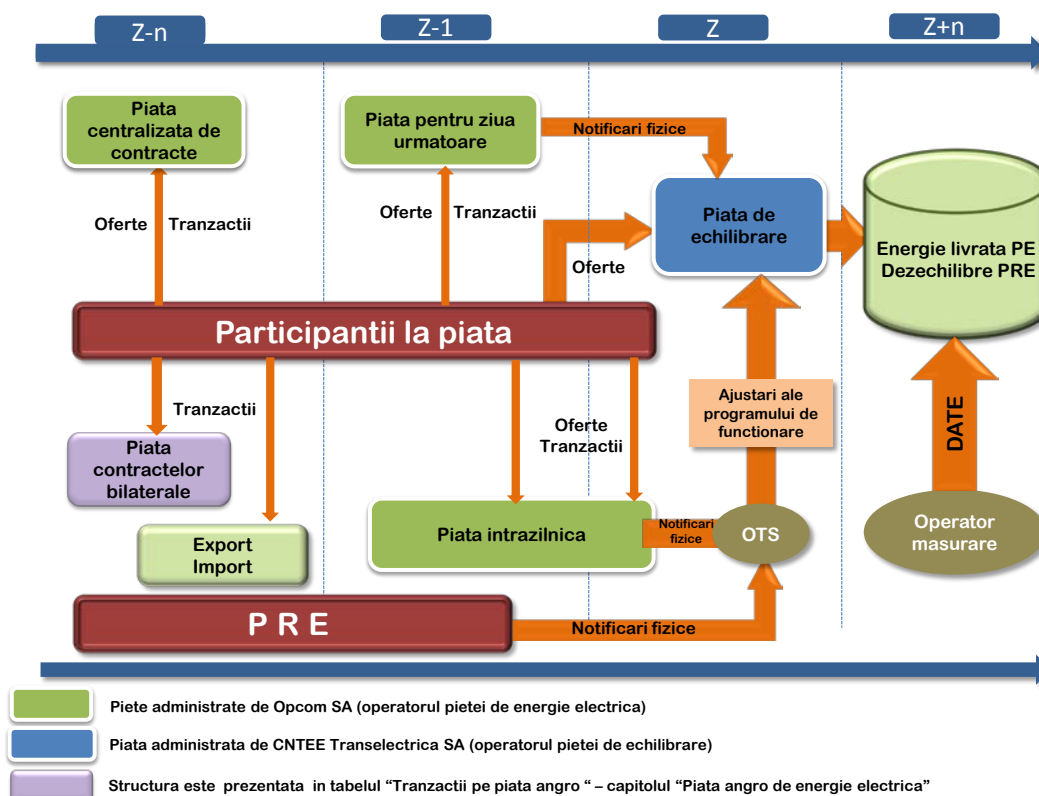 Z-n
Z-1
Z
Z+n
Piata
centralizata de
contracte
Piata pentru ziua
urmatoare
Notificari fizice
Piata de
echilibrare
Energie livrata PE
Dezechilibre PRE
Oferte
Tranzactii
Oferte
Tranzactii
Oferte
Participantii la piata
Tranzactii
Oferte
Tranzactii
Ajustari ale
programului de
functionare
DATE
Piata
contractelor
bilaterale
Export
Import
Piata intrazilnica
Notificari
fizice
OTS
Operator
masurare
P R E
Notificari fizice
Piete administrate de Opcom SA (operatorul pietei de energie electrica)
Piata administrata de CNTEE Transelectrica SA (operatorul pietei de echilibrare)
Structura este prezentata in tabelul “Tranzactii pe piata angro “ – capitolul “Piata angro de energie electrica”